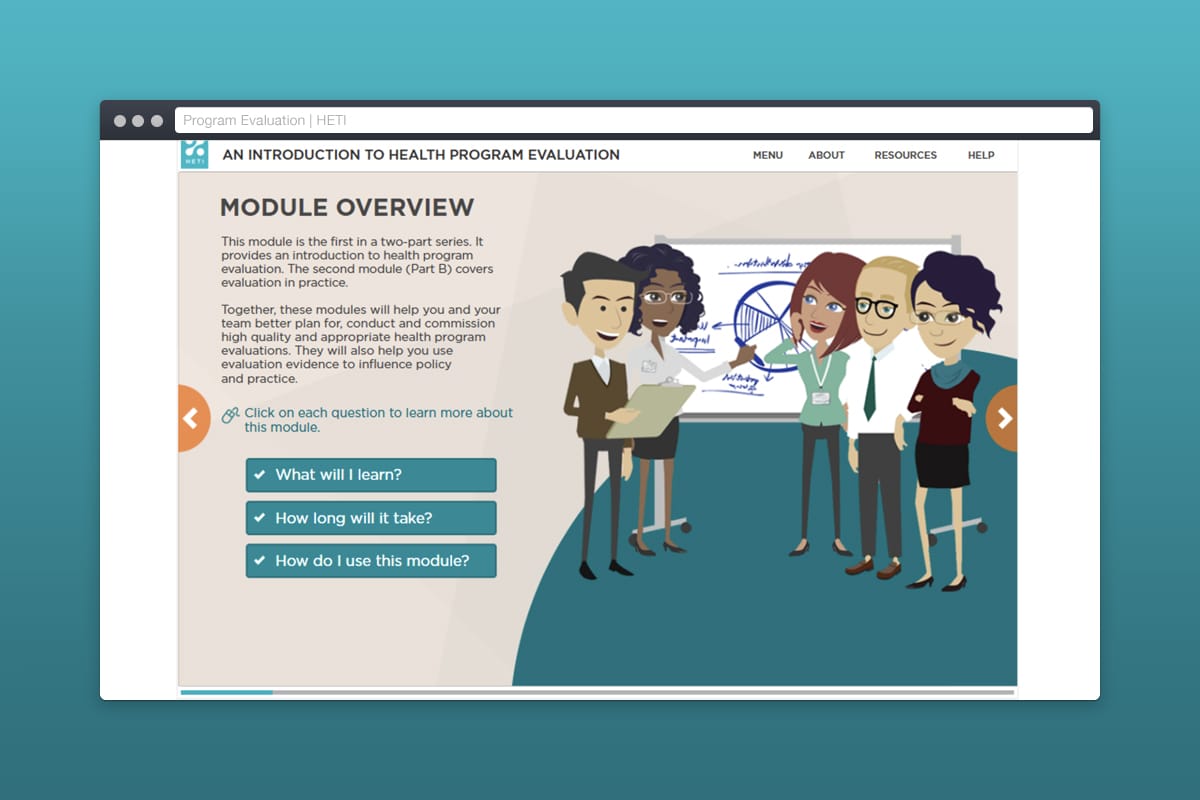 Program Evaluation | HETI
HETI
AN INTRODUCTION TO HEALTH PROGRAM EVALUATION
MENU
ABOUT
RESOURCES
HELP
MODULE OVERVIEW
This module is the first in a two-part series. It
provides an introduction to health program
evaluation. The second module (Part B) covers
evaluation in practice.
Together, these modules will help you and your
team better plan for, conduct and commission
high quality and appropriate health program
evaluations. They will also help you use
evaluation evidence to influence policy
and practice.
Click on each question to learn more about
this module.
What will I learn?
How long will it take?
How do I use this module?